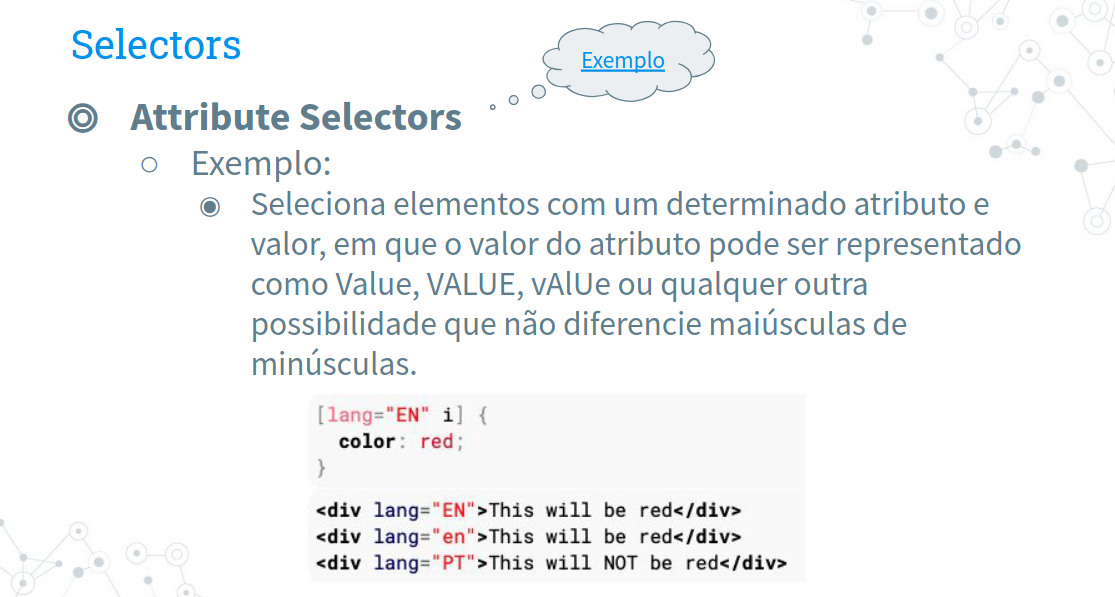 Selectors
Exemplo
Attribute Selectors
Exemplo:
Seleciona elementos com um determinado atributo e
valor, em que o valor do atributo pode ser representado
como Value, VALUE, vAlUe ou qualquer outra
possibilidade que não diferencie maiúsculas de
minúsculas.
[lang="EN" i] {
  color: red;
}
<div lang="EN">This will be red</div>
<div lang="en">This will be red</div>
<div lang="PT">This will NOT be red</div>